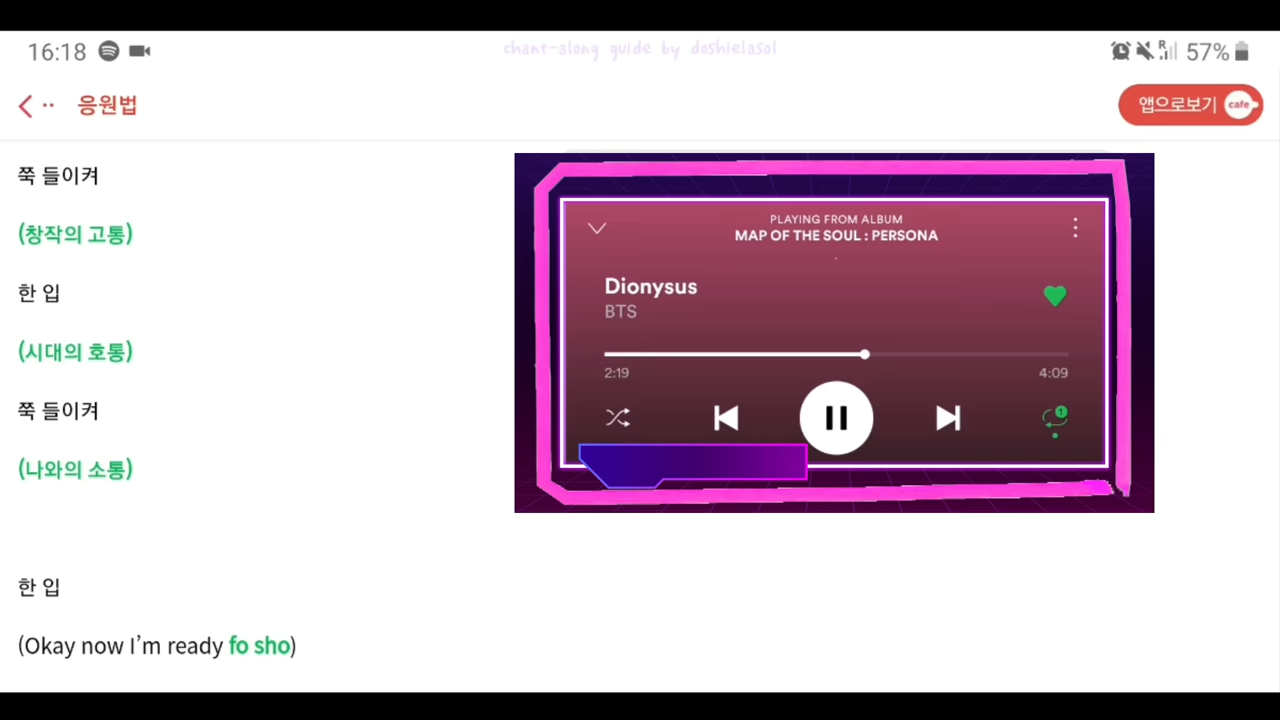 16:18
chant-along guide by doshielasol
R
57%
응원법
앱으로보기 cafe
쭉 들이켜
(창작의 고통)
한 입
(시대의 호통)
쭉 들이켜
(나와의 소통)
한 입
(Okay now I’m ready fo sho)
PLAYING FROM ALBUM
MAP OF THE SOUL : PERSONA
Dionysus
BTS
2:19
4:09
1